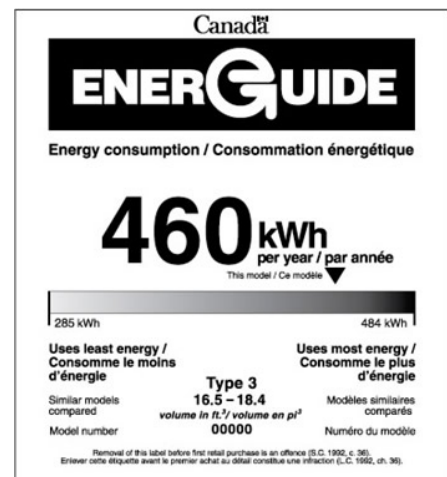 Canada
ENERGUIDE
Energy consumption / Consommation énergétique
460 kWh
per year / par année
This model / Ce modèle
285 kWh 484 kWh
Uses least energy / Uses most energy /
Consomme le moins Consomme le plus
d'énergie d'énergie
Type 3
Similar models 16.5 – 18.4 Modèles similaires
compared volume in ft.³/ volume en pi³ comparés
Model number 00000 Numéro du modèle
Removal of this label before first retail purchase is an offence (S.C. 1992, c. 36).
Enlever cette étiquette avant le premier achat au détail constitue une infraction (L.C. 1992, ch. 36).